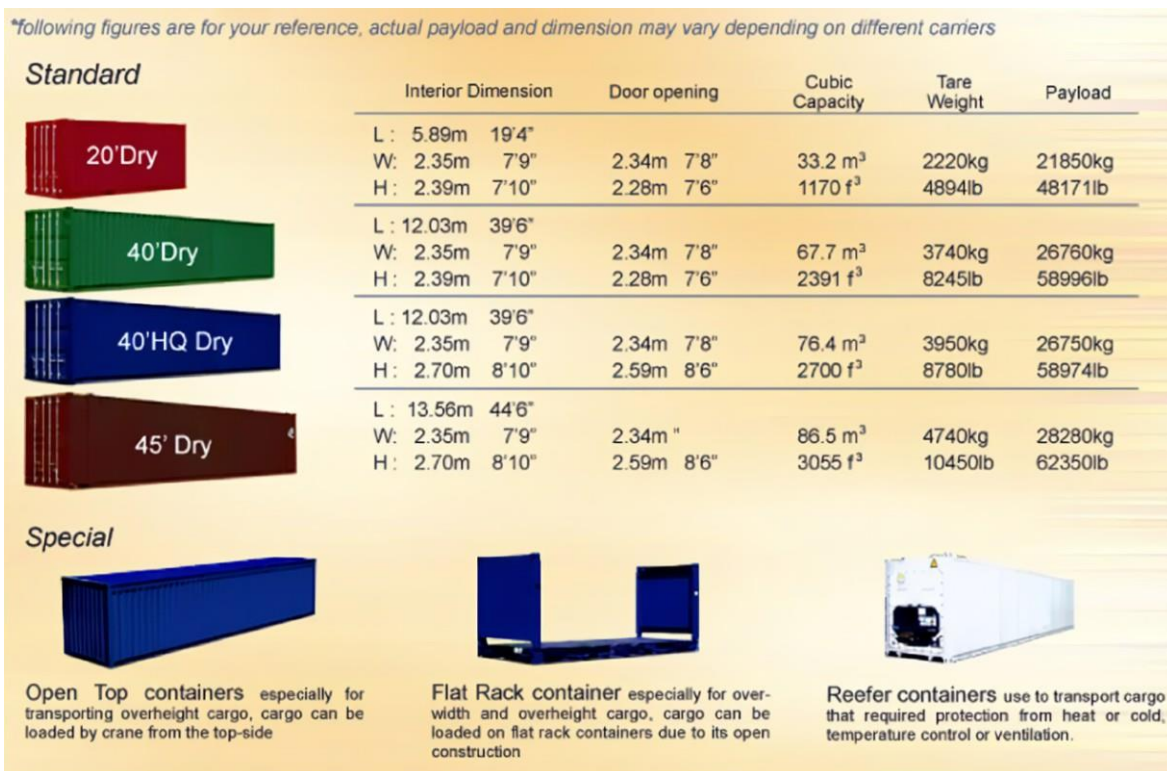 *following figures are for your reference, actual payload and dimension may vary depending on different carriers
Standard
Interior Dimension Door opening Cubic Capacity Tare Weight Payload
20'Dry
L : 5.89m 19'4"
W: 2.35m 7'9" 2.34m 7'8" 33.2 m³ 2220kg 21850kg
H : 2.39m 7'10" 2.28m 7'6" 1170 f³ 4894lb 48171lb
40'Dry
L : 12.03m 39'6"
W: 2.35m 7'9" 2.34m 7'8" 67.7 m³ 3740kg 26760kg
H : 2.39m 7'10" 2.28m 7'6" 2391 f³ 8245lb 58996lb
40'HQ Dry
L : 12.03m 39'6"
W: 2.35m 7'9" 2.34m 7'8" 76.4 m³ 3950kg 26750kg
H : 2.70m 8'10" 2.59m 8'6" 2700 f³ 8780lb 58974lb
45' Dry
L : 13.56m 44'6"
W: 2.35m 7'9" 2.34m " 86.5 m³ 4740kg 28280kg
H : 2.70m 8'10" 2.59m 8'6" 3055 f³ 10450lb 62350lb
Special
Open Top containers especially for
transporting overheight cargo, cargo can be
loaded by crane from the top-side
Flat Rack container especially for over-
width and overheight cargo, cargo can be
loaded on flat rack containers due to its open
construction
Reefer containers use to transport cargo
that required protection from heat or cold,
temperature control or ventilation.